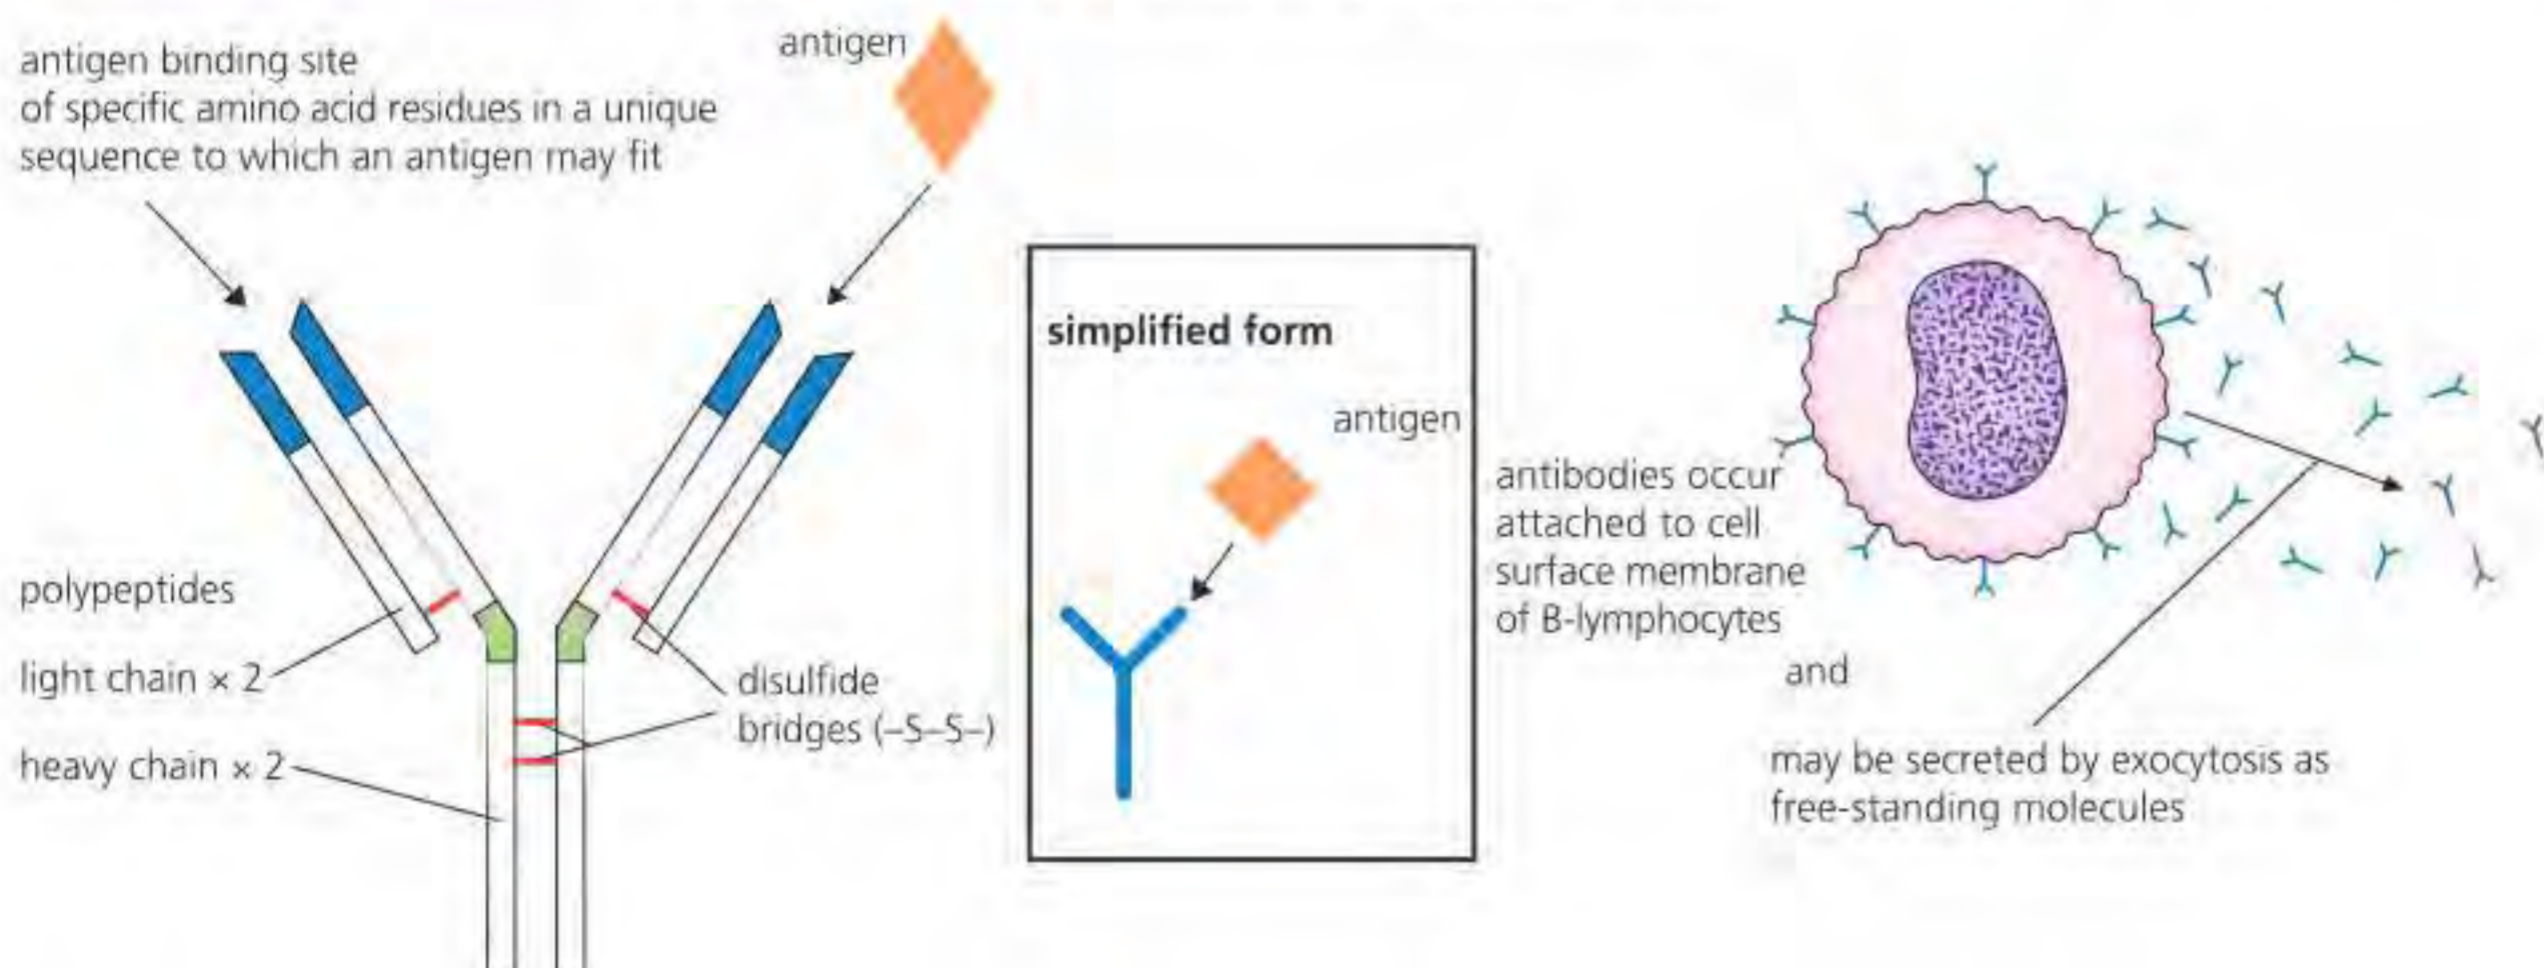 antigen binding site
of specific amino acid residues in a unique
sequence to which an antigen may fit
antigen
polypeptides
light chain × 2
heavy chain × 2
disulfide
bridges (–S–S–)
simplified form
antigen
antibodies occur
attached to cell
surface membrane
of B-lymphocytes
and
may be secreted by exocytosis as
free-standing molecules